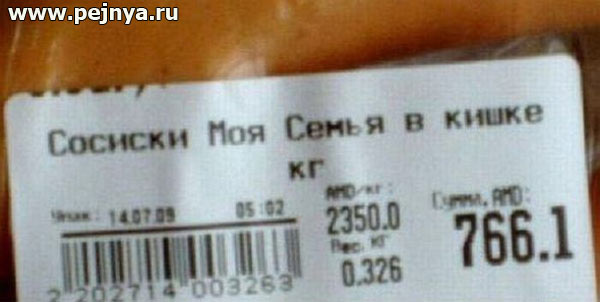 www.pejnya.ru
Сосиски Моя Семья в кишке
кг
Упак: 14.07.09 05:02
AMD/кг:
2350.0
Вес. КГ
0.326
Сумма. AMD:
766.1
2 202714 003263